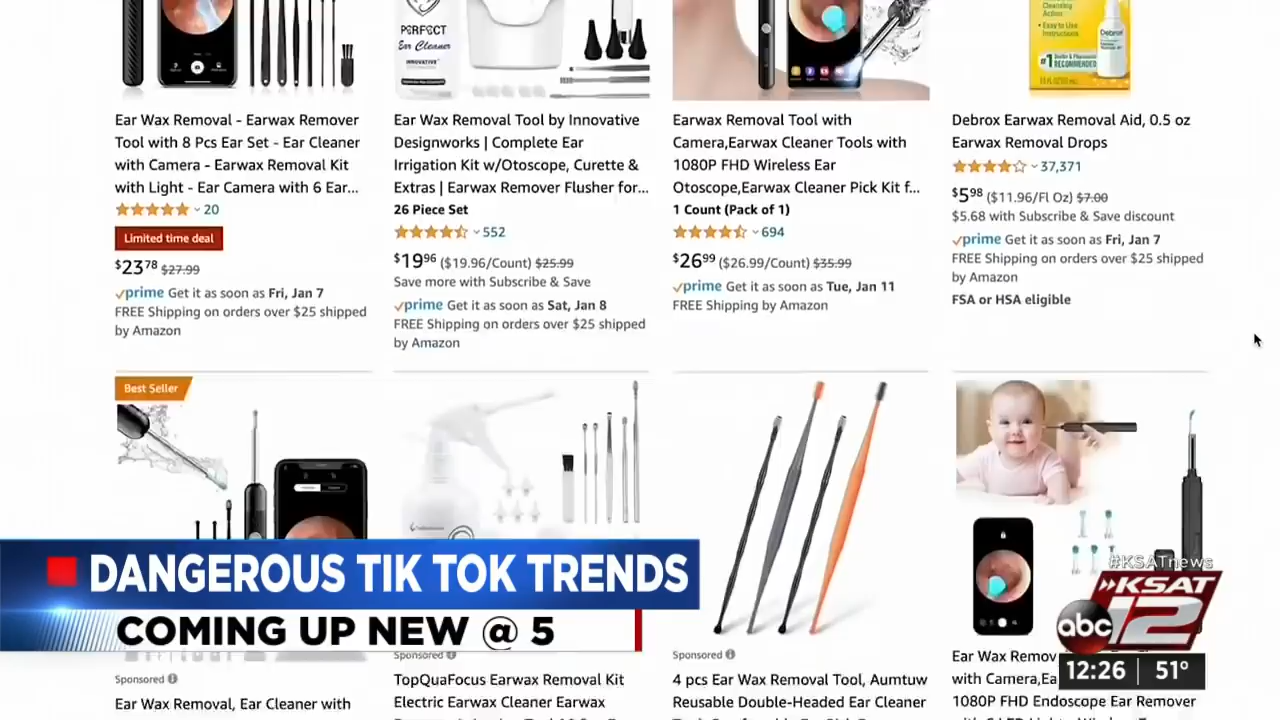 PERFECT
Ear Cleaner
INNOVATIVE
Cleansing
Action
• Easy to Use
Instructions
Debrox
#1
RECOMMENDED
Ear Wax Removal - Earwax Remover
Tool with 8 Pcs Ear Set - Ear Cleaner
with Camera - Earwax Removal Kit
with Light - Ear Camera with 6 Ear...
20
Limited time deal
$23.78 $27.99
prime Get it as soon as Fri, Jan 7
FREE Shipping on orders over $25 shipped
by Amazon
Ear Wax Removal Tool by Innovative
Designworks | Complete Ear
Irrigation Kit w/Otoscope, Curette &
Extras | Earwax Remover Flusher for...
26 Piece Set
552
$19.96 ($19.96/Count) $25.99
Save more with Subscribe & Save
prime Get it as soon as Sat, Jan 8
FREE Shipping on orders over $25 shipped
by Amazon
Earwax Removal Tool with
Camera,Earwax Cleaner Tools with
1080P FHD Wireless Ear
Otoscope,Earwax Cleaner Pick Kit f...
1 Count (Pack of 1)
694
$26.99 ($26.99/Count) $35.99
prime Get it as soon as Tue, Jan 11
FREE Shipping by Amazon
Debrox Earwax Removal Aid, 0.5 oz
Earwax Removal Drops
37,371
$5.98 ($11.96/Fl Oz) $7.00
$5.68 with Subscribe & Save discount
prime Get it as soon as Fri, Jan 7
FREE Shipping on orders over $25 shipped
by Amazon
FSA or HSA eligible
Best Seller
DANGEROUS TIK TOK TRENDS
COMING UP NEW @ 5
#KSATnews
KSAT
abc 12
12:26 51°
Sponsored
Ear Wax Removal, Ear Cleaner with
Sponsored
TopQuaFocus Earwax Removal Kit
Electric Earwax Cleaner Earwax
Sponsored
4 pcs Ear Wax Removal Tool, Aumtuw
Reusable Double-Headed Ear Cleaner
Ear Wax Remov
with Camera,Ea
1080P FHD Endoscope Ear Remover